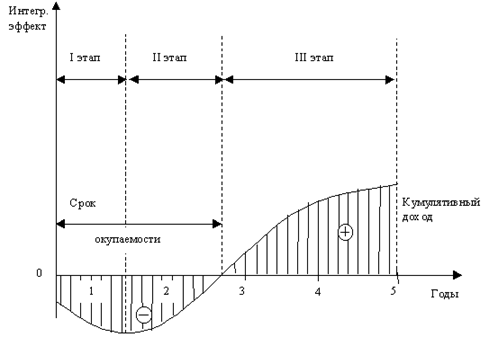 Интегр.
эффект
I этап
II этап
III этап
Срок
окупаемости
Кумулятивный
доход
+
0
1
2
3
4
5
Годы
−